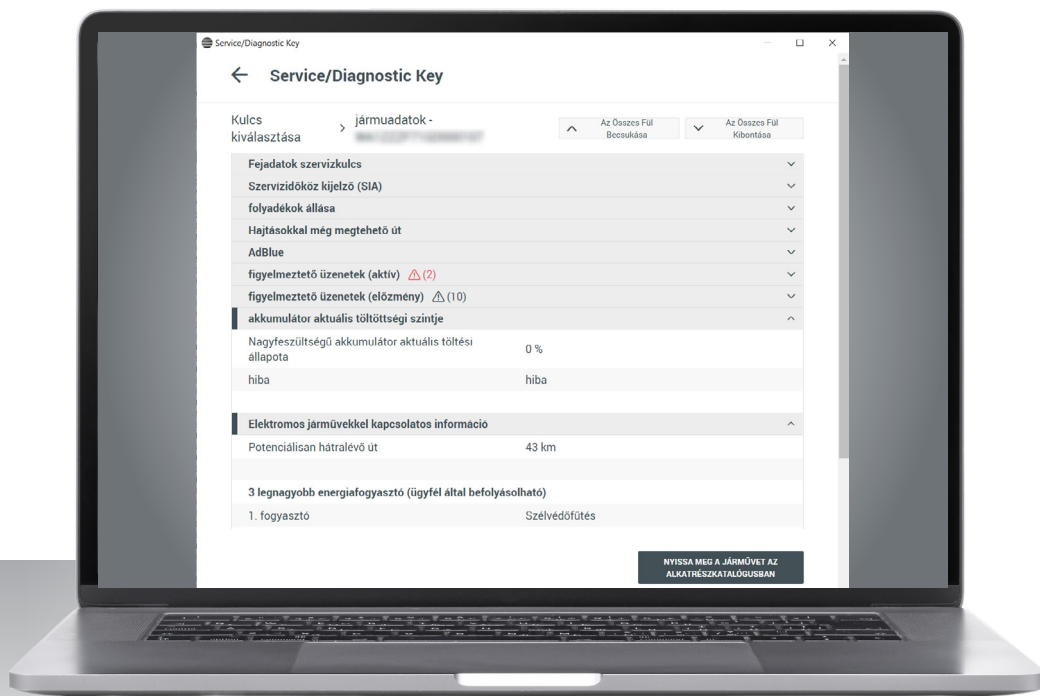 Service/Diagnostic Key
Service/Diagnostic Key
Kulcs
kiválasztása
járműadatok -
Az Összes Fül
Becsukása
Az Összes Fül
Kibontása
Fejadatok szervizkulcs
Szervizidőköz kijelző (SIA)
folyadékok állása
Hajtásokkal még megtehető út
AdBlue
figyelmeztető üzenetek (aktív) (2)
figyelmeztető üzenetek (előzmény) (10)
akkumulátor aktuális töltöttségi szintje
Nagyfeszültségű akkumulátor aktuális töltési
állapota
0 %
hiba hiba
Elektromos járművekkel kapcsolatos információ
Potenciálisan hátralévő út 43 km
3 legnagyobb energiafogyasztó (ügyfél által befolyásolható)
1. fogyasztó Szélvédőfűtés
NYISSA MEG A JÁRMŰVET AZ
ALKATRÉSZKATALÓGUSBAN